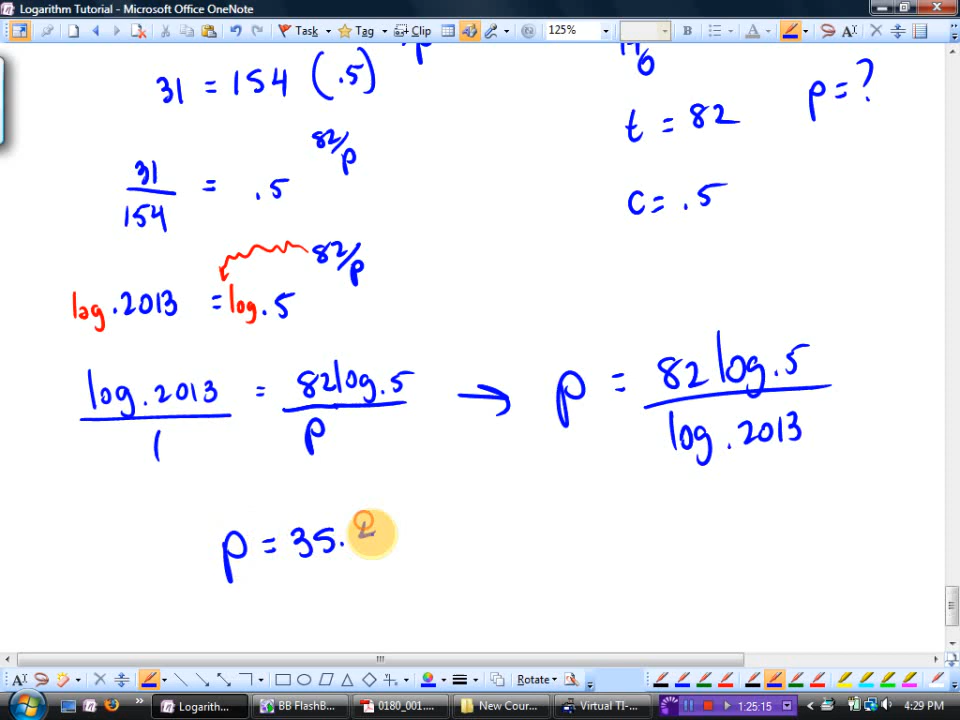 Logarithm Tutorial - Microsoft Office OneNote
Task Tag Clip 125%
31 = 154 (.5)
p = ?
t = 82
31/154 = .5 82/p
c = .5
log .2013 = log .5 82/p
log .2013 / 1 = 82 log .5 / p → p = 82 log .5 / log .2013
p = 35.2
Rotate
Logarith... BB FlashB... 0180_001.... New Cour... Virtual TI-... 1:25:15 4:29 PM